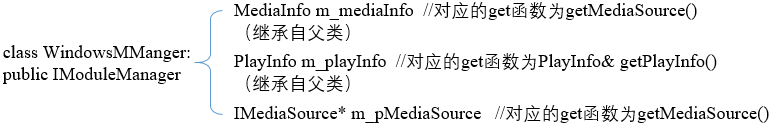 class WindowsMManger:
public IModuleManager
MediaInfo m_mediaInfo //对应的get函数为getMediaSource()
（继承自父类）
PlayInfo m_playInfo //对应的get函数为PlayInfo& getPlayInfo()
（继承自父类）
IMediaSource* m_pMediaSource //对应的get函数为getMediaSource()